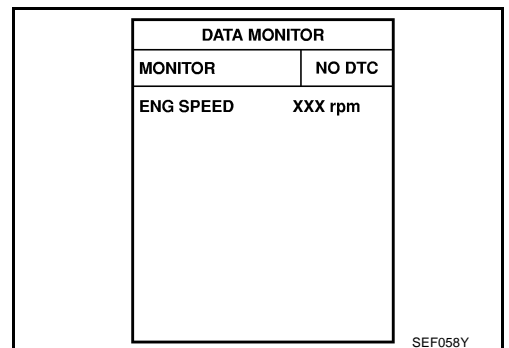 DATA MONITOR
MONITOR NO DTC
ENG SPEED XXX rpm
SEF058Y